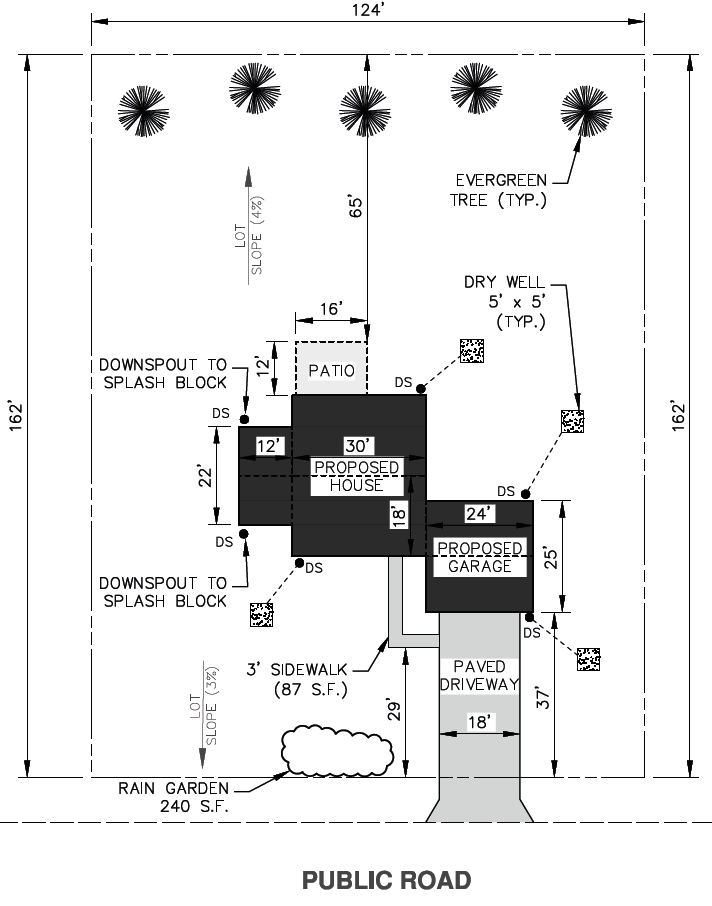 124'
EVERGREEN
TREE (TYP.)
65'
LOT
SLOPE (4%)
DRY WELL
5' x 5'
(TYP.)
16'
12'
PATIO
DOWNSPOUT TO
SPLASH BLOCK
DS
DS
162'
162'
12'
30'
22'
PROPOSED
HOUSE
18'
DS
24'
DS
PROPOSED
GARAGE
25'
DS
DOWNSPOUT TO
SPLASH BLOCK
DS
3' SIDEWALK
(87 S.F.)
PAVED
DRIVEWAY
LOT
SLOPE (3%)
29'
37'
18'
RAIN GARDEN
240 S.F.
PUBLIC ROAD